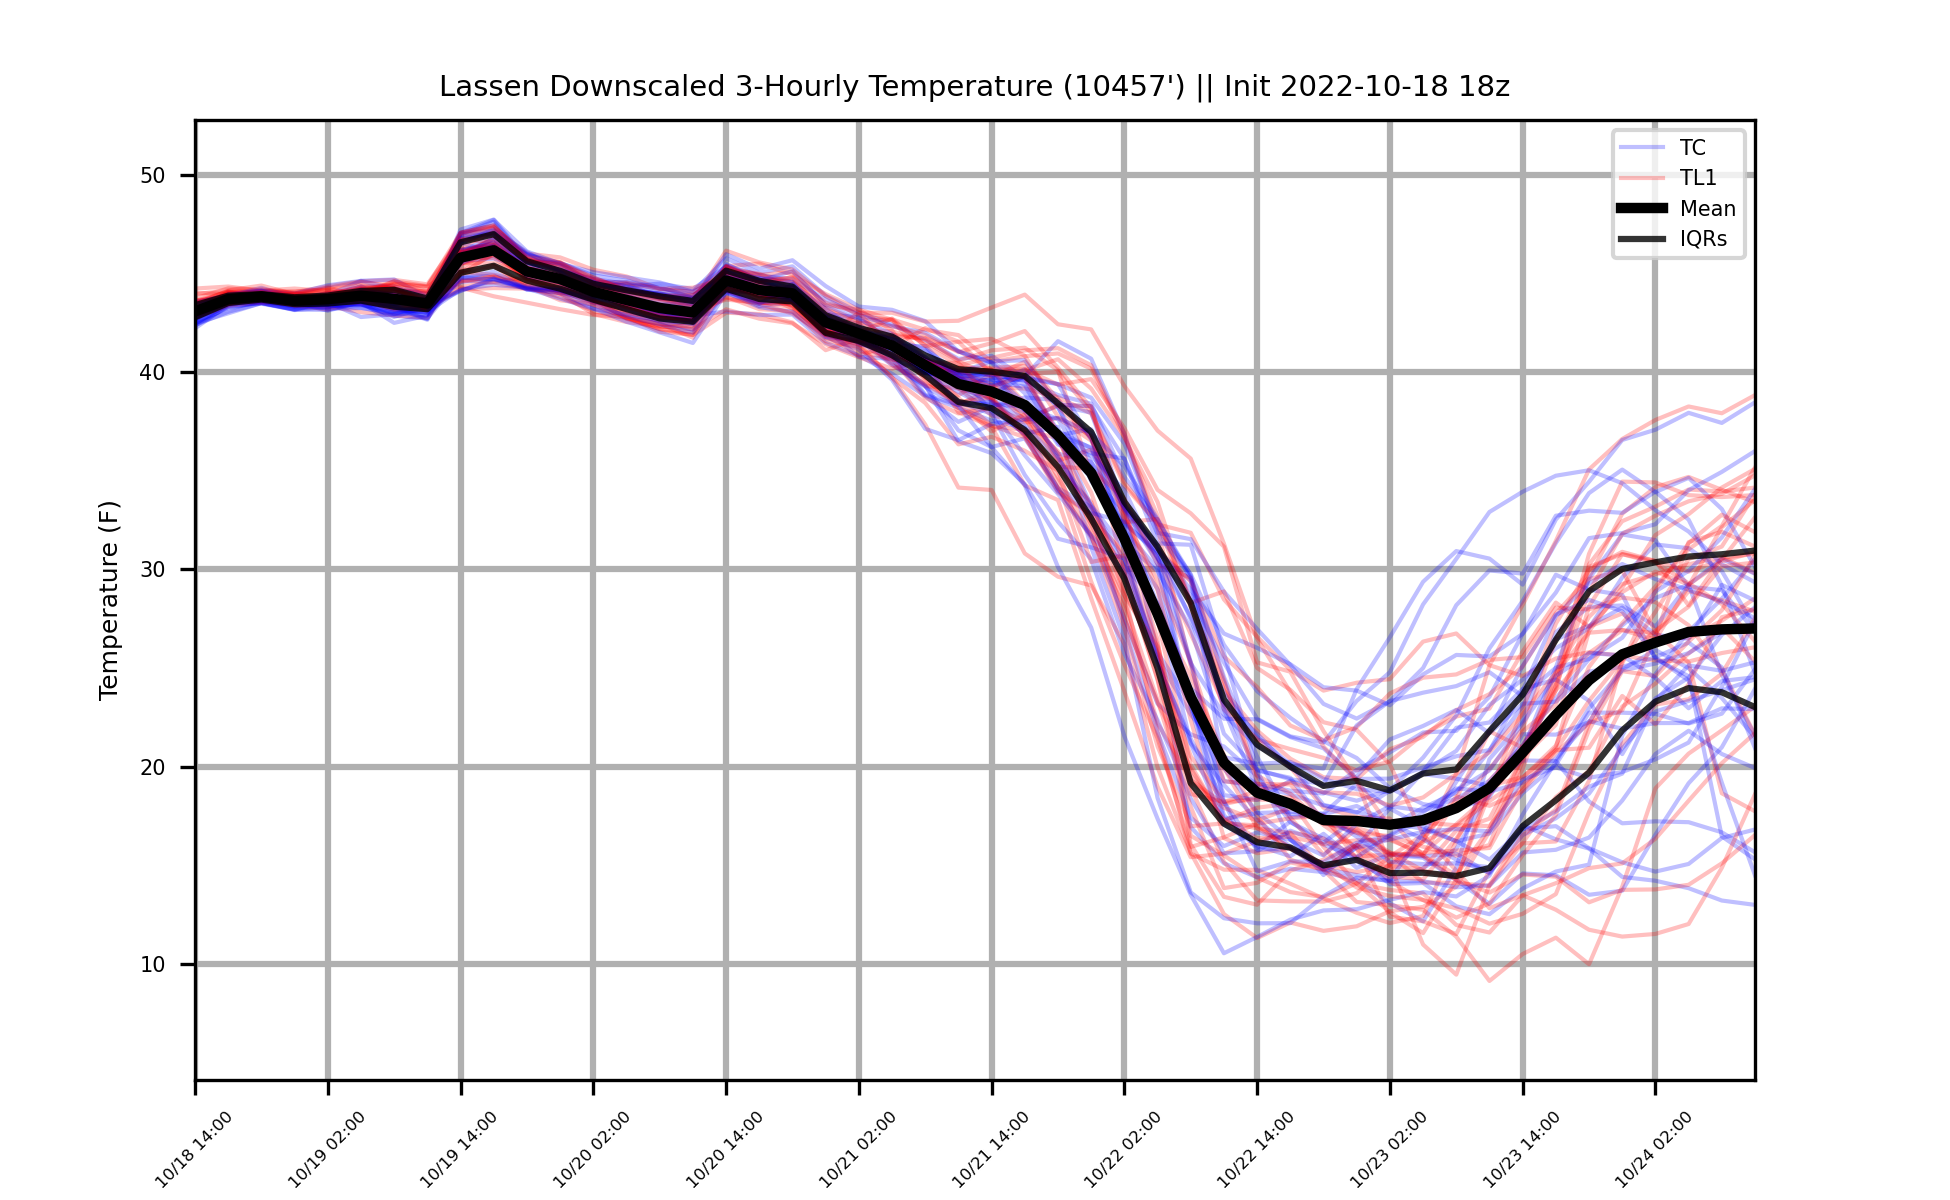 Lassen Downscaled 3-Hourly Temperature (10457') || Init 2022-10-18 18z
TC
TL1
Mean
IQRs
Temperature (F)
50
40
30
20
10
10/18 14:00
10/19 02:00
10/19 14:00
10/20 02:00
10/20 14:00
10/21 02:00
10/21 14:00
10/22 02:00
10/22 14:00
10/23 02:00
10/23 14:00
10/24 02:00